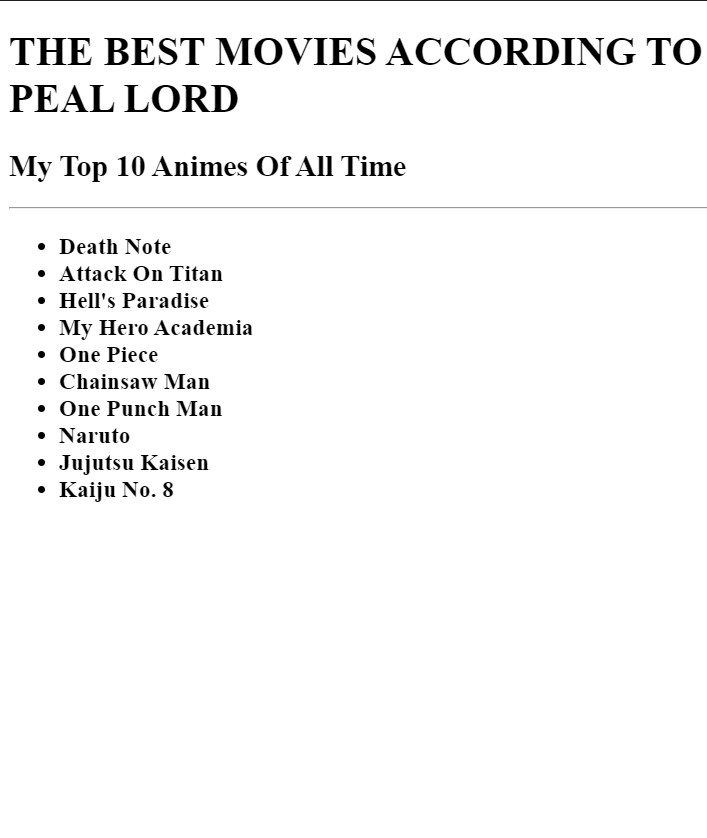 THE BEST MOVIES ACCORDING TO
PEAL LORD
My Top 10 Animes Of All Time
Death Note
Attack On Titan
Hell's Paradise
My Hero Academia
One Piece
Chainsaw Man
One Punch Man
Naruto
Jujutsu Kaisen
Kaiju No. 8